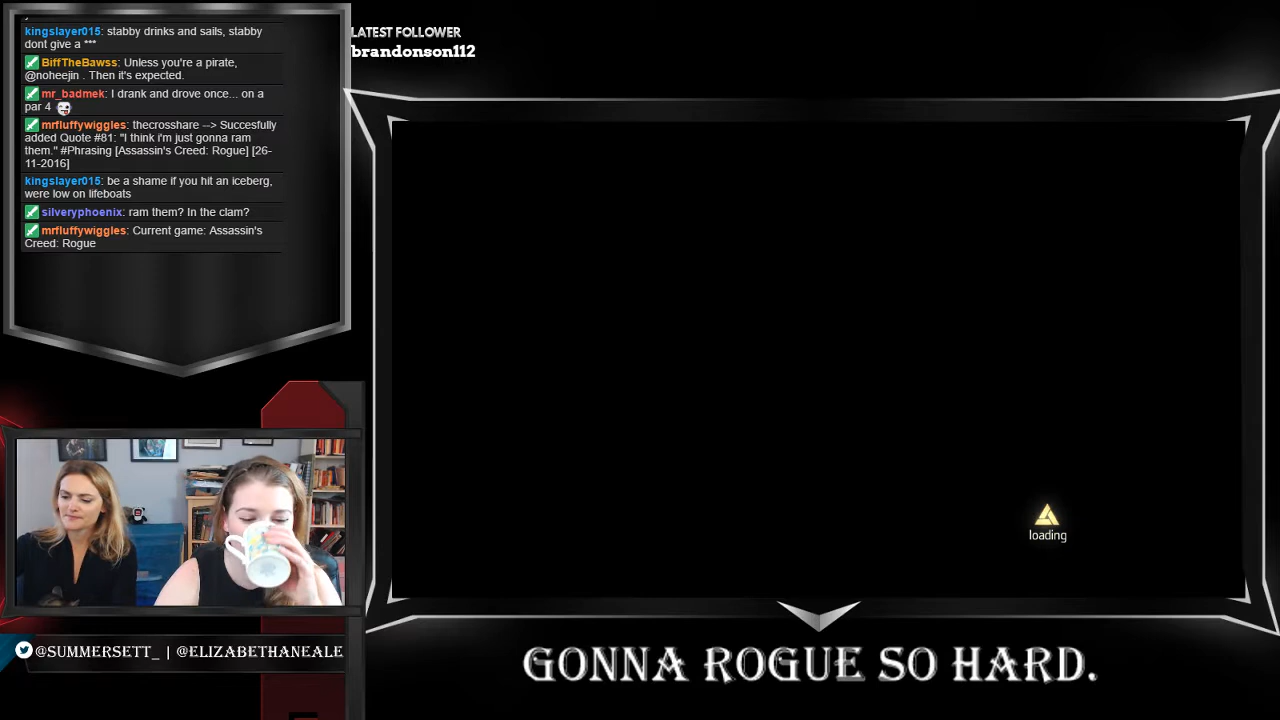 kingslayer015: stabby drinks and sails, stabby
dont give a ***
BiffTheBawss: Unless you're a pirate,
@noheejin . Then it's expected.
mr_badmek: I drank and drove once... on a
par 4
mrfluffywiggles: thecrosshare --> Succesfully
added Quote #81: "I think i'm just gonna ram
them." #Phrasing [Assassin's Creed: Rogue] [26-
11-2016]
kingslayer015: be a shame if you hit an iceberg,
were low on lifeboats
silveryphoenix: ram them? In the clam?
mrfluffywiggles: Current game: Assassin's
Creed: Rogue
LATEST FOLLOWER
brandonson112
loading
@SUMMERSETT_ | @ELIZABETHANEALE
GONNA ROGUE SO HARD.